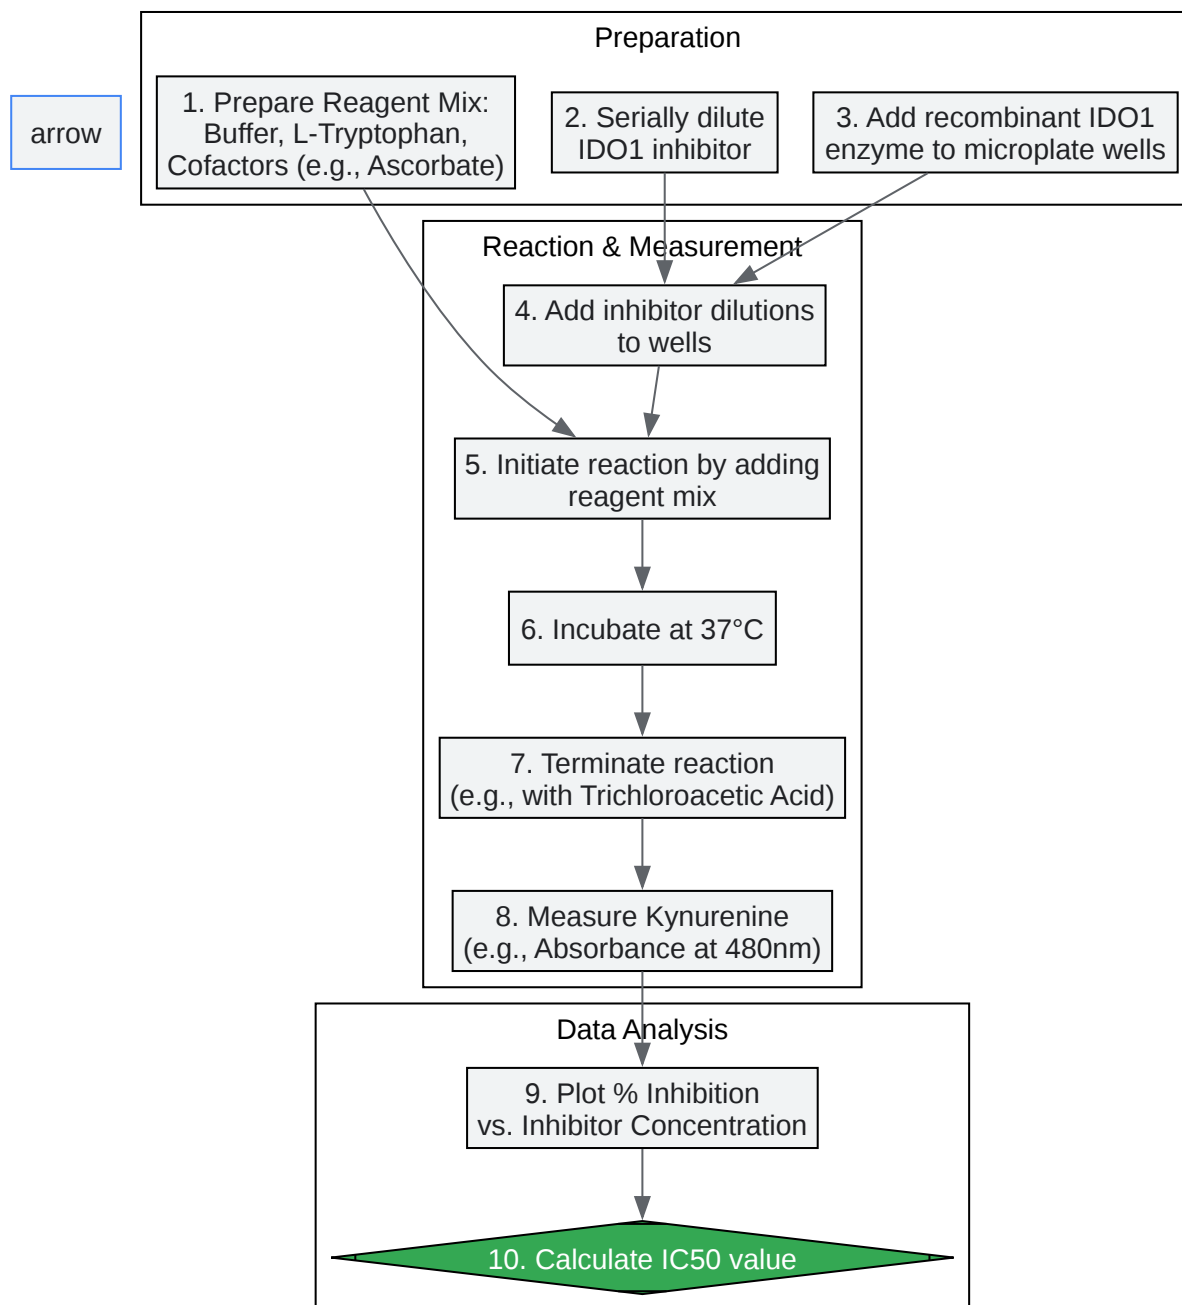 Preparation
arrow
1. Prepare Reagent Mix:
Buffer, L-Tryptophan,
Cofactors (e.g., Ascorbate)
2. Serially dilute
IDO1 inhibitor
3. Add recombinant IDO1
enzyme to microplate wells
Reaction & Measurement
4. Add inhibitor dilutions
to wells
5. Initiate reaction by adding
reagent mix
6. Incubate at 37°C
7. Terminate reaction
(e.g., with Trichloroacetic Acid)
8. Measure Kynurenine
(e.g., Absorbance at 480nm)
Data Analysis
9. Plot % Inhibition
vs. Inhibitor Concentration
10. Calculate IC50 value